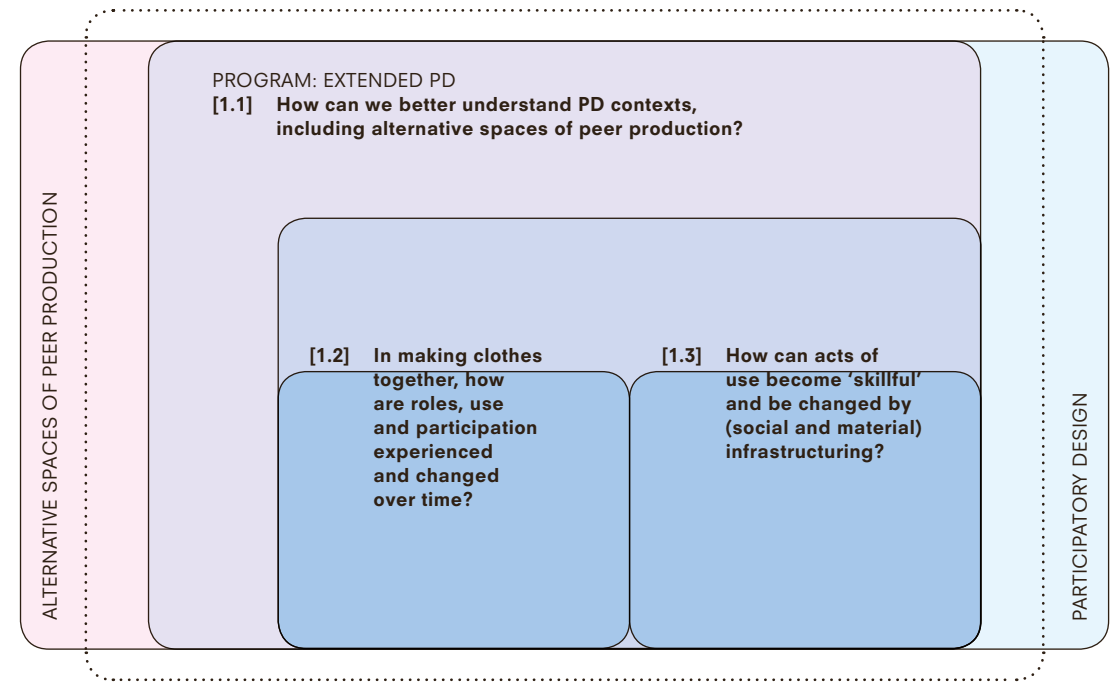 ALTERNATIVE SPACES OF PEER PRODUCTION
PROGRAM: EXTENDED PD
[1.1] How can we better understand PD contexts,
including alternative spaces of peer production?
[1.2] In making clothes
together, how
are roles, use
and participation
experienced
and changed
over time?
[1.3] How can acts of
use become ‘skillful’
and be changed by
(social and material)
infrastructuring?
PARTICIPATORY DESIGN